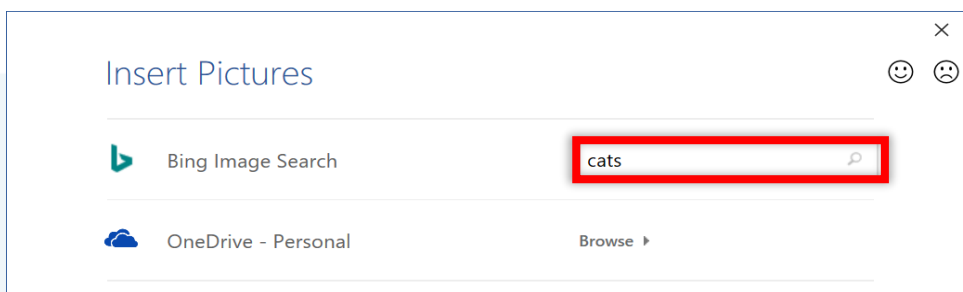 Insert Pictures
Bing Image Search
cats
OneDrive - Personal
Browse